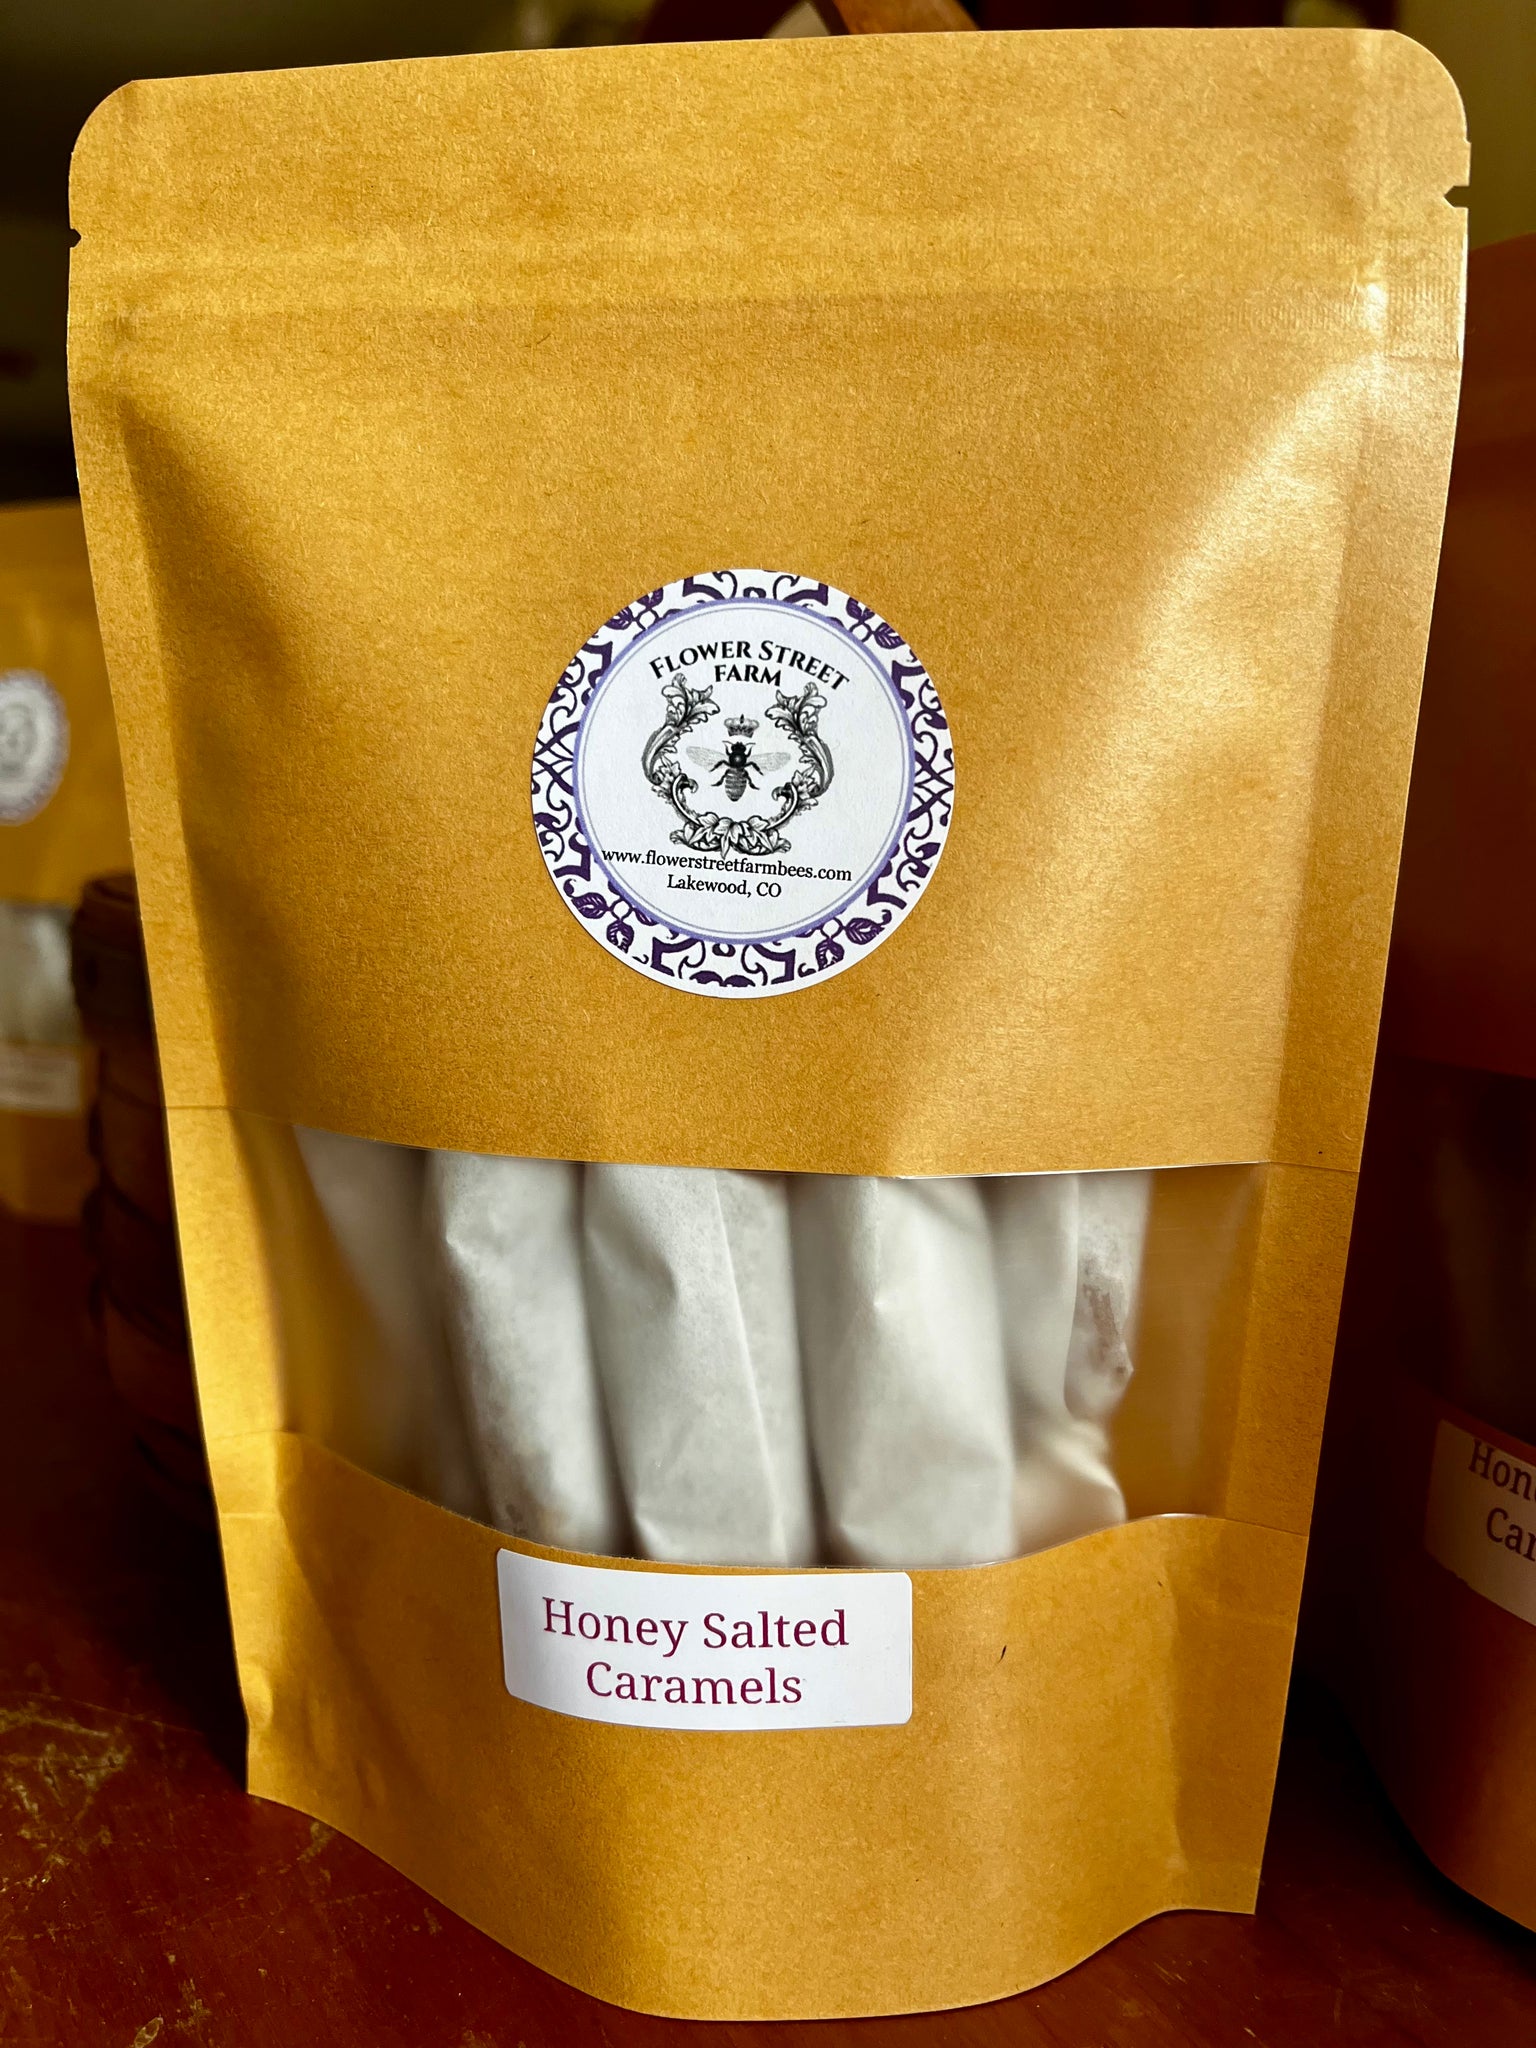 FLOWER STREET
FARM
www.flowerstreetfarmbees.com
Lakewood, CO
Honey Salted
Caramels